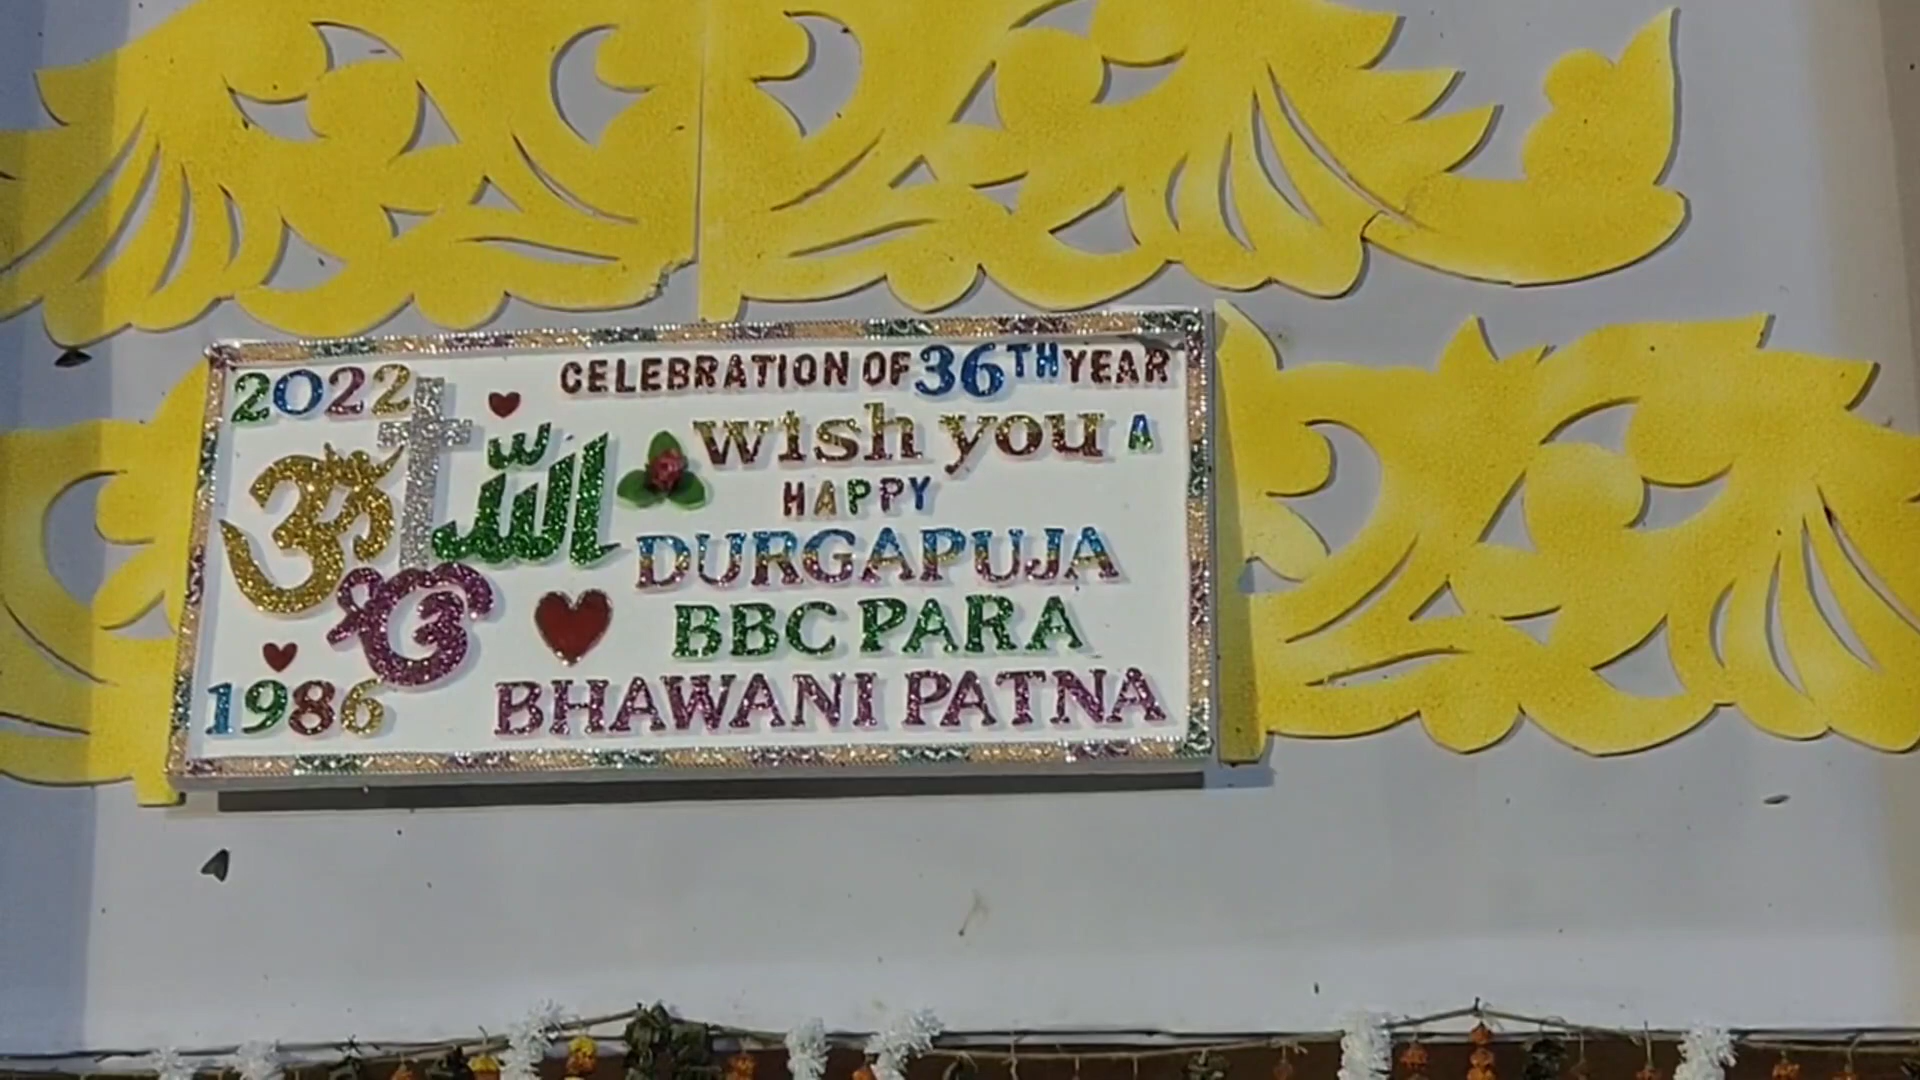 2022
CELEBRATION OF 36TH YEAR
ॐ
الله
wish you A
HAPPY
DURGAPUJA
ੴ
BBC PARA
1986
BHAWANI PATNA